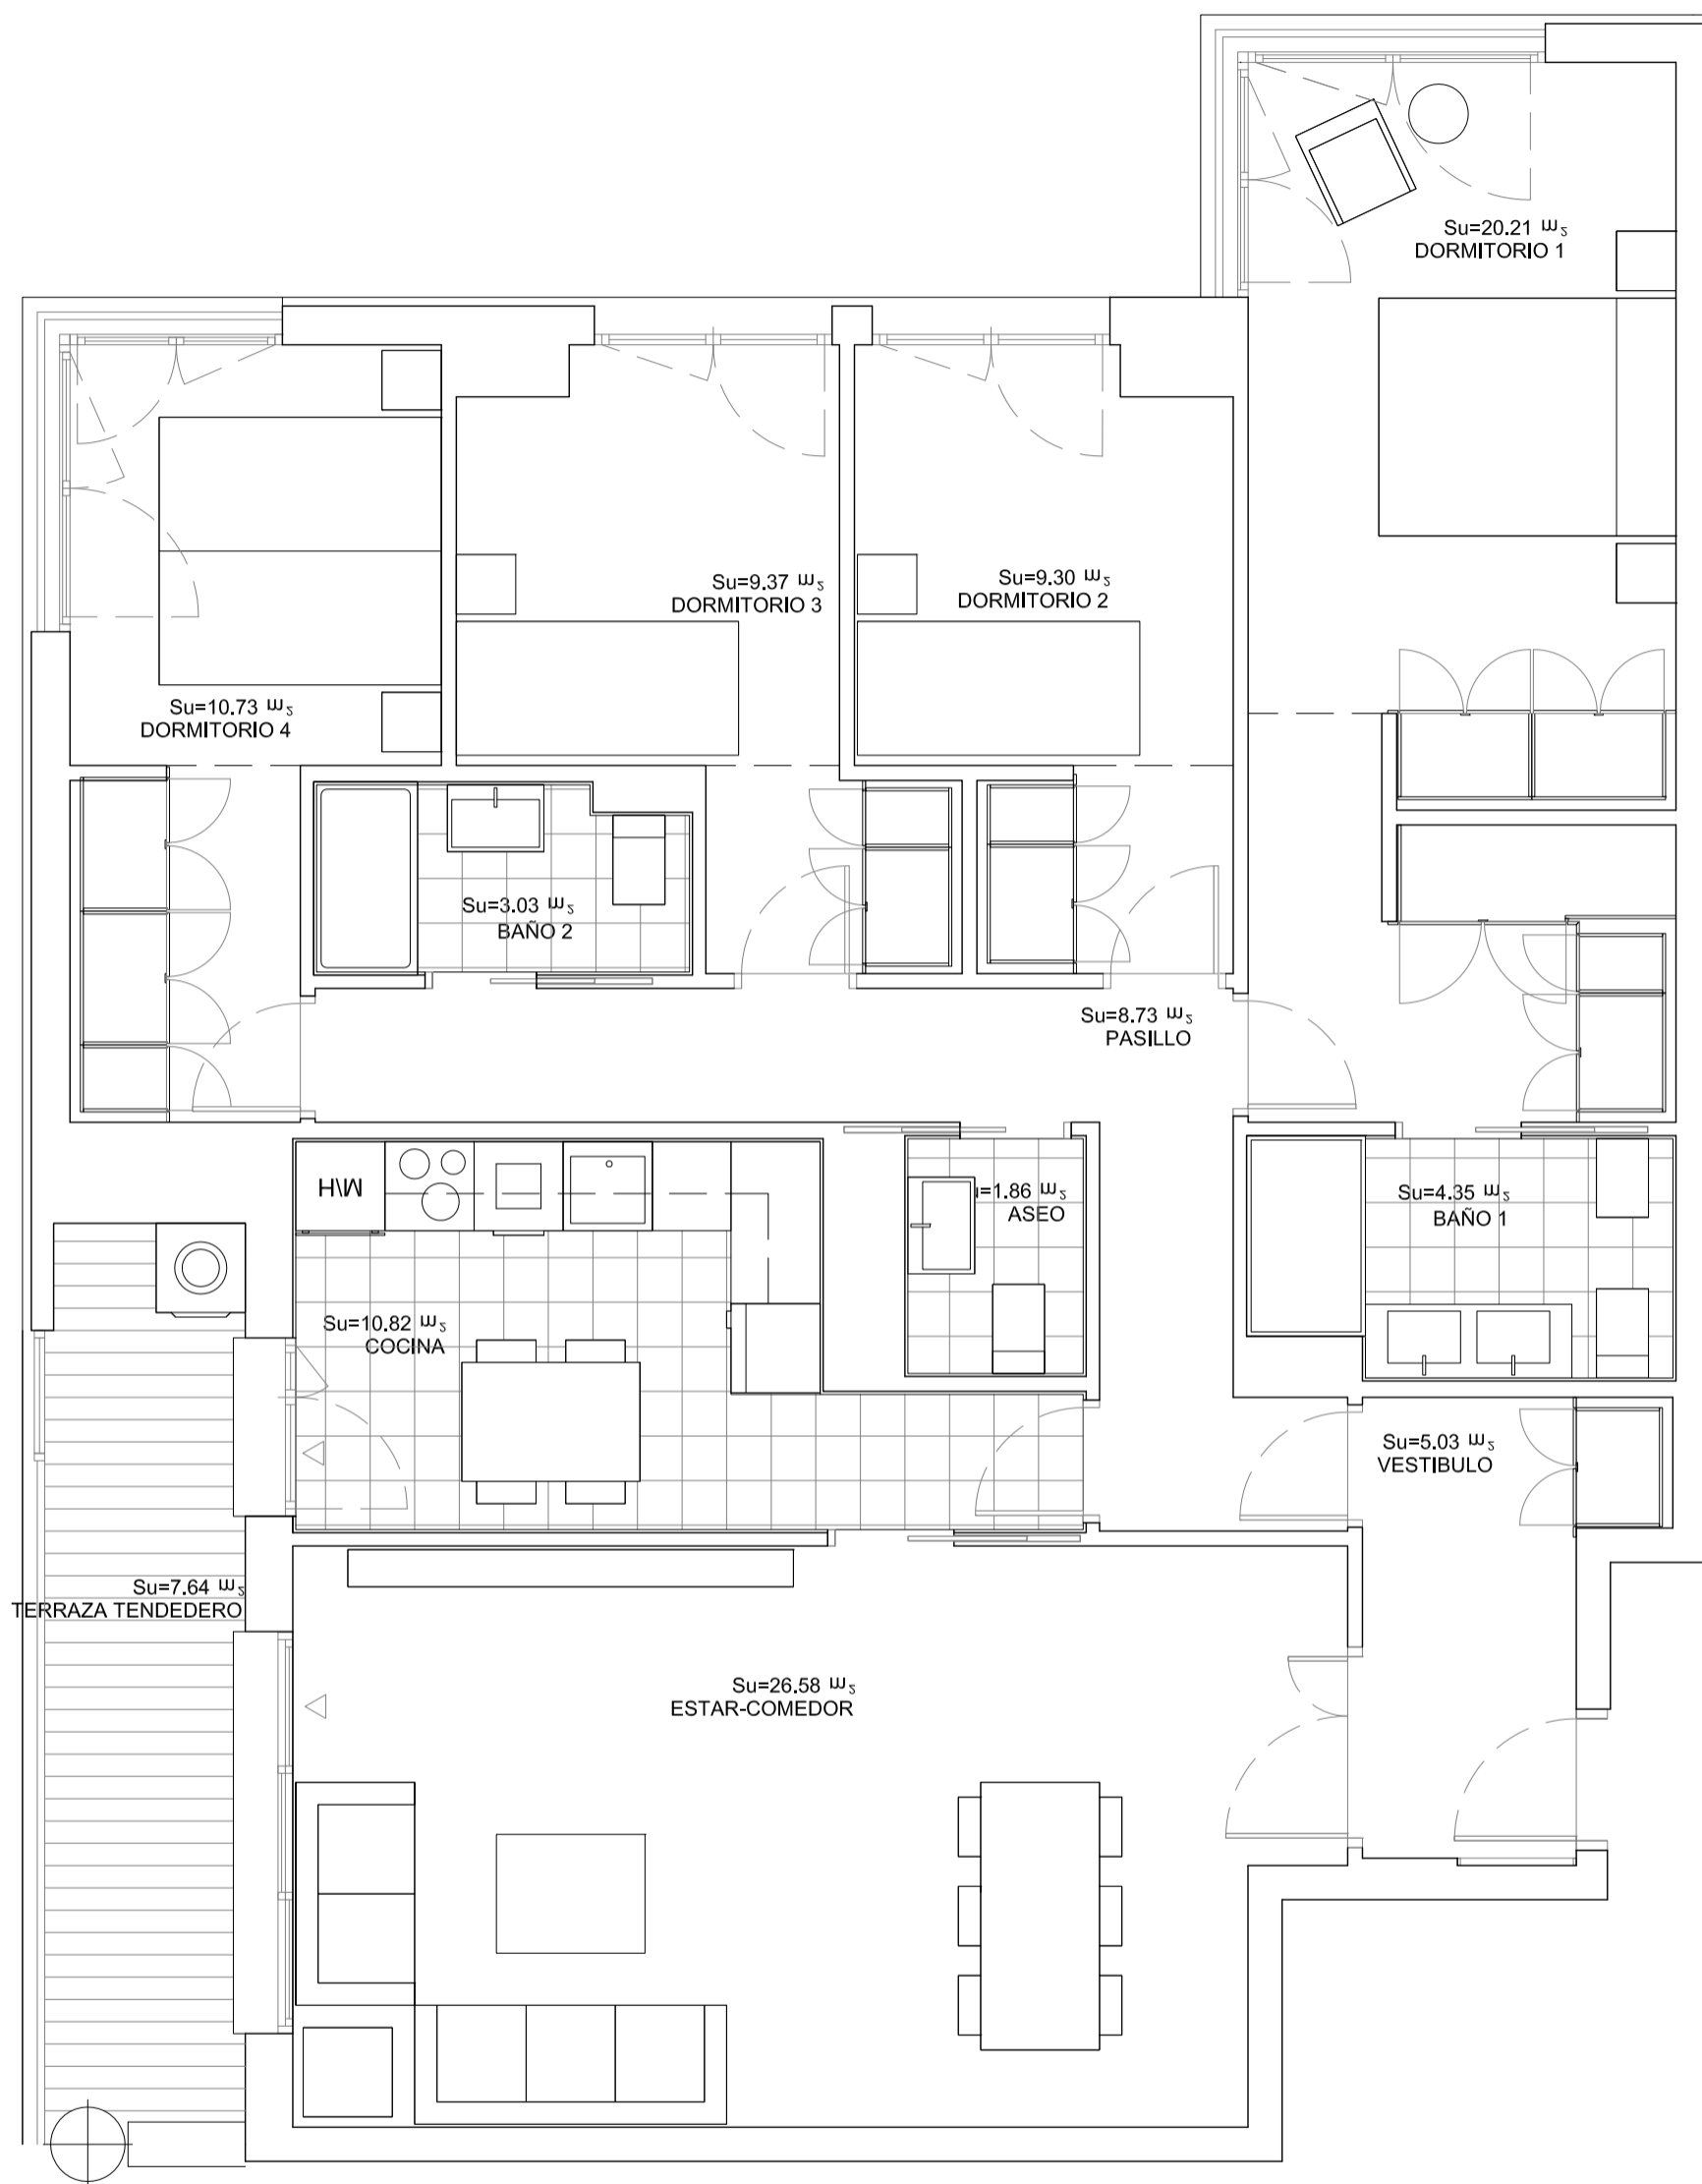 Su=20.21 m2
DORMITORIO 1
Su=9.37 m2
DORMITORIO 3
Su=9.30 m2
DORMITORIO 2
Su=10.73 m2
DORMITORIO 4
Su=3.03 m2
BAÑO 2
Su=8.73 m2
PASILLO
M\H
=1.86 m2
ASEO
Su=4.35 m2
BAÑO 1
Su=10.82 m2
COCINA
Su=5.03 m2
VESTIBULO
Su=7.64 m2
TERRAZA TENDEDERO
Su=26.58 m2
ESTAR-COMEDOR